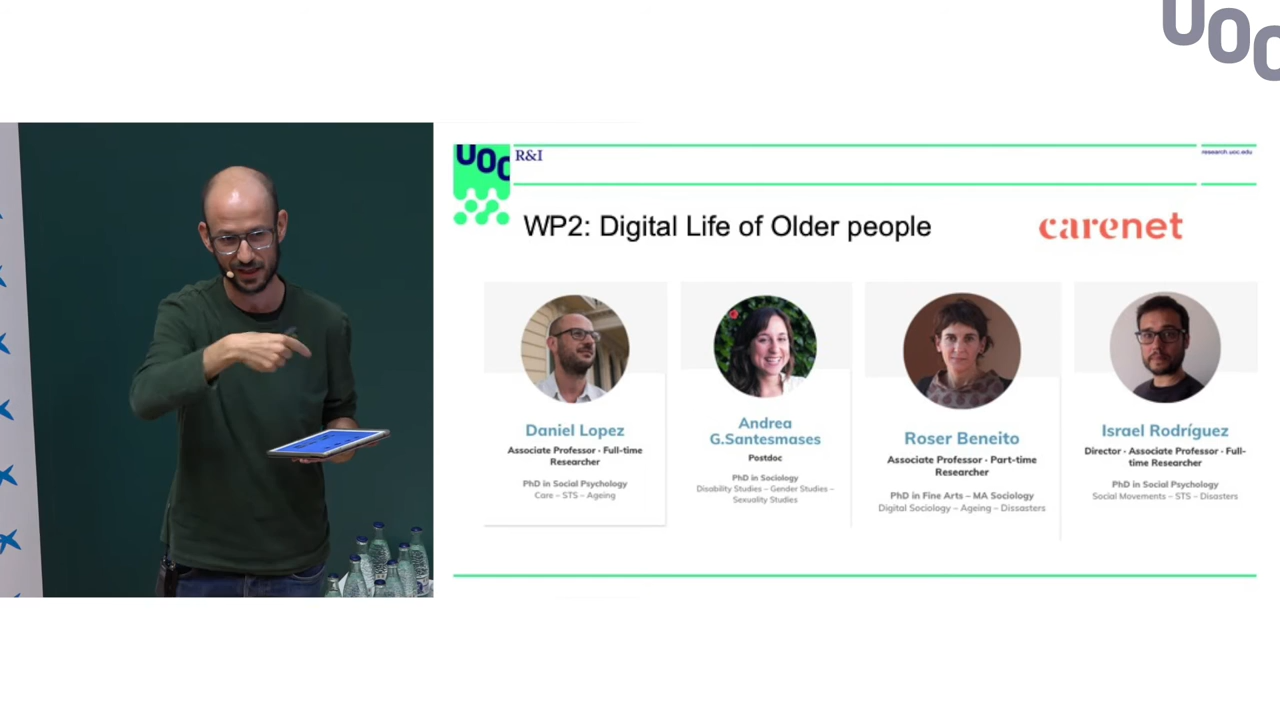 UOC
UOC
R&I
research.uoc.edu
WP2: Digital Life of Older people
carenet
Daniel Lopez
Associate Professor · Full-time
Researcher
PhD in Social Psychology
Care – STS – Ageing
Andrea
G.Santesmases
Postdoc
PhD in Sociology
Disability Studies – Gender Studies –
Sexuality Studies
Roser Beneito
Associate Professor · Part-time
Researcher
PhD in Fine Arts – MA Sociology
Digital Sociology – Ageing – Dissasters
Israel Rodríguez
Director · Associate Professor · Full-
time Researcher
PhD in Social Psychology
Social Movements – STS – Disasters